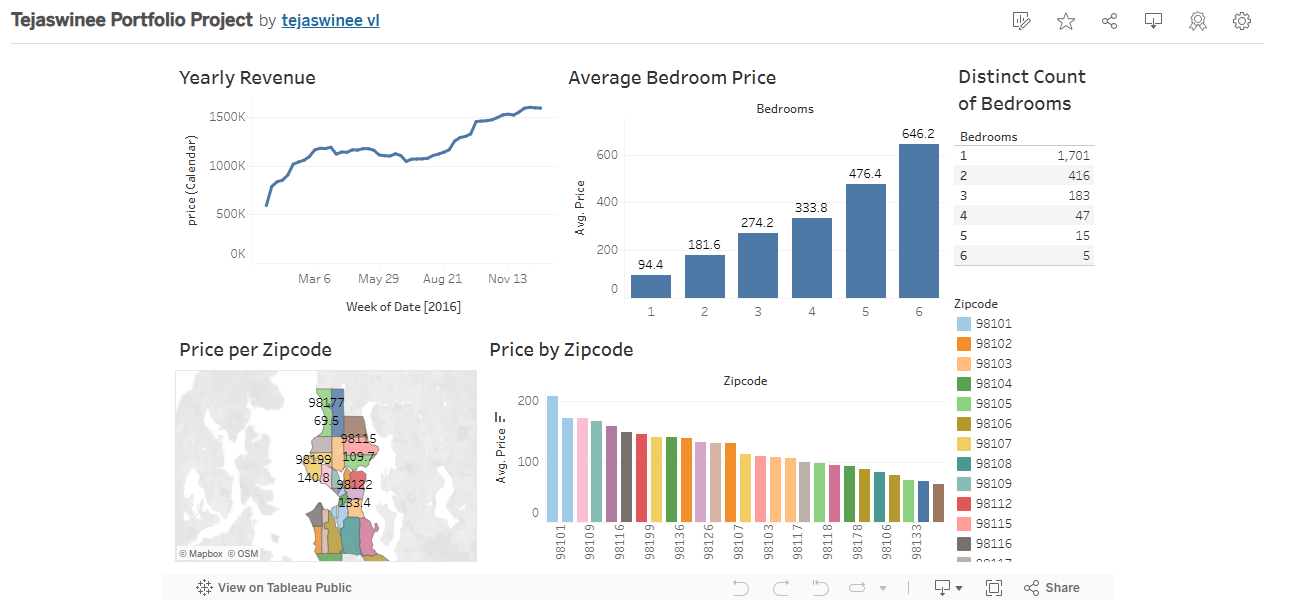 Tejaswinee Portfolio Project by tejaswinee vl
Yearly Revenue
price (Calendar)
1500K
1000K
500K
0K
Mar 6 May 29 Aug 21 Nov 13
Week of Date [2016]
Average Bedroom Price
Bedrooms
Avg. Price
600
400
200
0
94.4 181.6 274.2 333.8 476.4 646.2
1 2 3 4 5 6
Distinct Count
of Bedrooms
Bedrooms
1 1,701
2 416
3 183
4 47
5 15
6 5
Price per Zipcode
98177
69.5
98115
109.7
98199
140.8
98122
133.4
© Mapbox © OSM
Price by Zipcode
Zipcode
Avg. Price
200
100
0
98101 98109 98116 98199 98136 98126 98107 98103 98117 98118 98178 98106 98133
Zipcode
98101
98102
98103
98104
98105
98106
98107
98108
98109
98112
98115
98116
98117
View on Tableau Public
Share